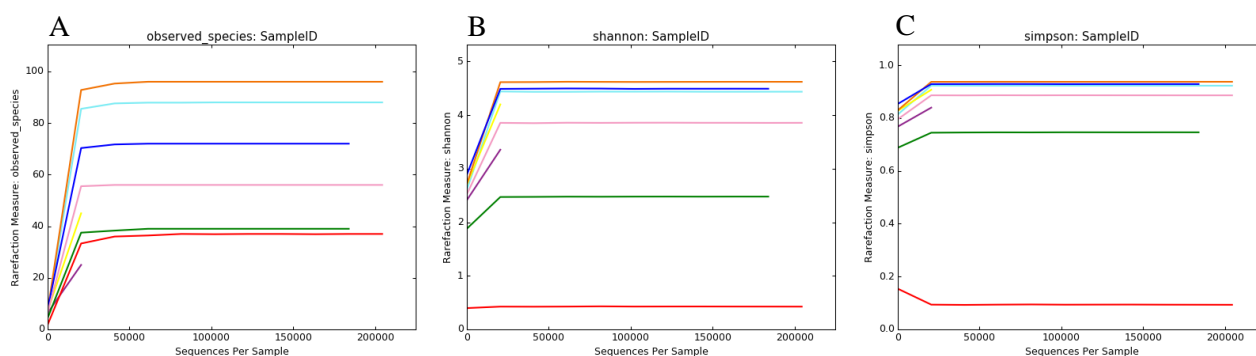 A
observed_species: SampleID
Rarefaction Measure: observed_species
100
80
60
40
20
0
0 50000 100000 150000 200000
Sequences Per Sample
B
shannon: SampleID
Rarefaction Measure: shannon
5
4
3
2
1
0
0 50000 100000 150000 200000
Sequences Per Sample
C
simpson: SampleID
Rarefaction Measure: simpson
1.0
0.8
0.6
0.4
0.2
0.0
0 50000 100000 150000 200000
Sequences Per Sample